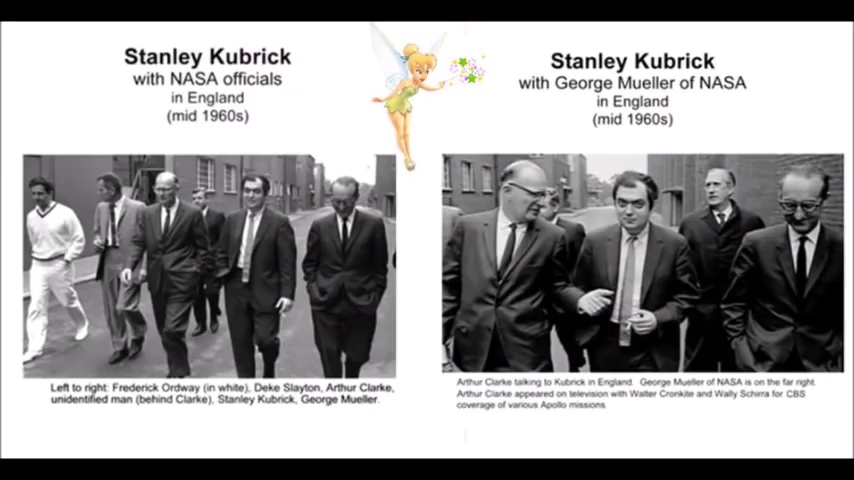 Stanley Kubrick
with NASA officials
in England
(mid 1960s)
Left to right: Frederick Ordway (in white), Deke Slayton, Arthur Clarke,
unidentified man (behind Clarke), Stanley Kubrick, George Mueller.
Stanley Kubrick
with George Mueller of NASA
in England
(mid 1960s)
Arthur Clarke talking to Kubrick in England. George Mueller of NASA is on the far right.
Arthur Clarke appeared on television with Walter Cronkite and Wally Schirra for CBS
coverage of various Apollo missions.